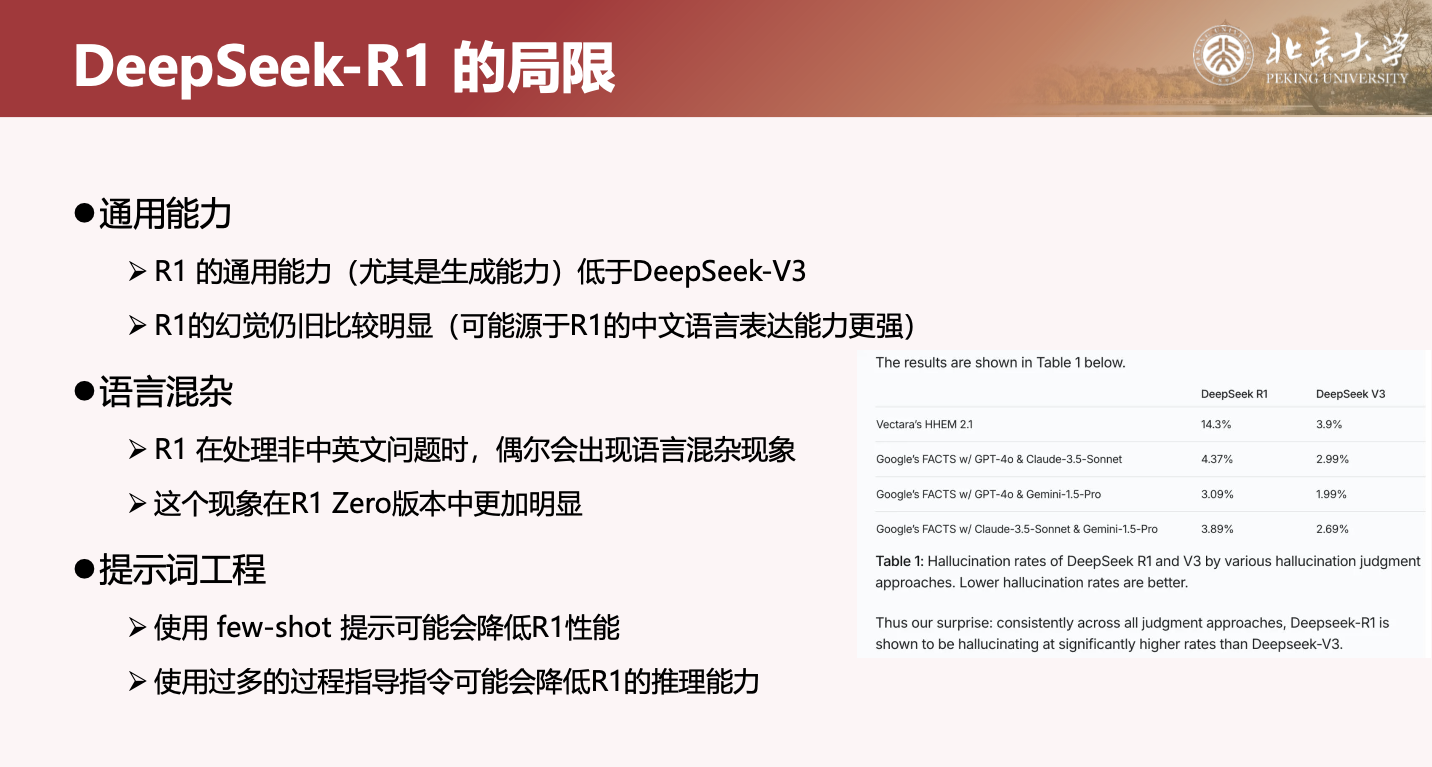 DeepSeek-R1 的局限
北京大学
PEKING UNIVERSITY
●通用能力
➢ R1 的通用能力（尤其是生成能力）低于DeepSeek-V3
➢ R1的幻觉仍旧比较明显（可能源于R1的中文语言表达能力更强）
●语言混杂
➢ R1 在处理非中英文问题时，偶尔会出现语言混杂现象
➢ 这个现象在R1 Zero版本中更加明显
●提示词工程
➢ 使用 few-shot 提示可能会降低R1性能
➢ 使用过多的过程指导指令可能会降低R1的推理能力
The results are shown in Table 1 below.
DeepSeek R1 DeepSeek V3
Vectara's HHEM 2.1 14.3% 3.9%
Google's FACTS w/ GPT-4o & Claude-3.5-Sonnet 4.37% 2.99%
Google's FACTS w/ GPT-4o & Gemini-1.5-Pro 3.09% 1.99%
Google's FACTS w/ Claude-3.5-Sonnet & Gemini-1.5-Pro 3.89% 2.69%
Table 1: Hallucination rates of DeepSeek R1 and V3 by various hallucination judgment
approaches. Lower hallucination rates are better.
Thus our surprise: consistently across all judgment approaches, Deepseek-R1 is
shown to be hallucinating at significantly higher rates than Deepseek-V3.